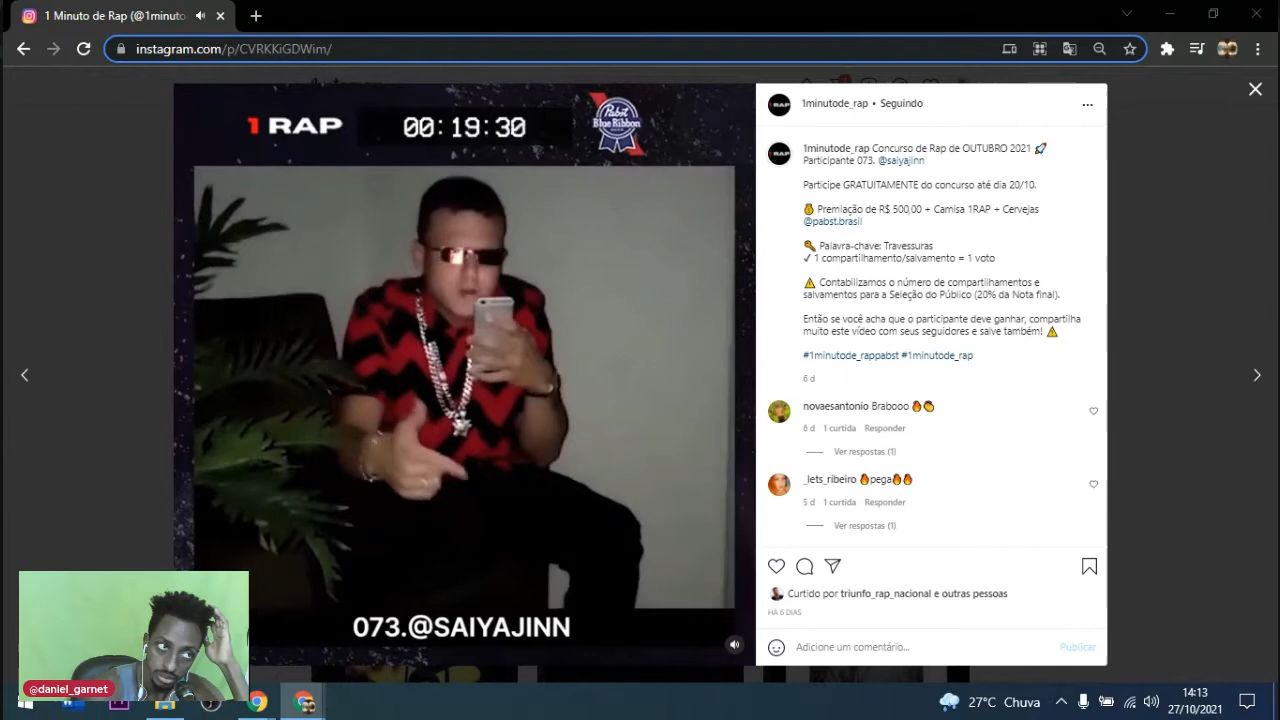 1 Minuto de Rap (@1minuto
instagram.com/p/CVRKKiGDWim/
1 RAP
00:19:30
Pabst
Blue Ribbon
1minutode_rap • Seguindo
1minutode_rap Concurso de Rap de OUTUBRO 2021 🚀
Participante 073. @saiyajinn
Participe GRATUITAMENTE do concurso até dia 20/10.
🏅 Premiação de R$ 500,00 + Camisa 1RAP + Cervejas
@pabst.brasil
🔑 Palavra-chave: Travessuras
✓ 1 compartilhamento/salvamento = 1 voto
⚠️ Contabilizamos o número de compartilhamentos e
salvamentos para a Seleção do Público (20% da Nota final).
Então se você acha que o participante deve ganhar, compartilha
muito este vídeo com seus seguidores e salve também! ⚠️
#1minutode_rappabst #1minutode_rap
6 d
novaesantonio Brabooo 🔥👏
6 d 1 curtida Responder
Ver respostas (1)
_lets_ribeiro 🔥pega🔥🔥
5 d 1 curtida Responder
Ver respostas (1)
Curtido por triunfo_rap_nacional e outras pessoas
HÁ 6 DIAS
Adicione um comentário...
Publicar
073.@SAIYAJINN
@daniel_garnet
27°C Chuva
14:13
27/10/2021